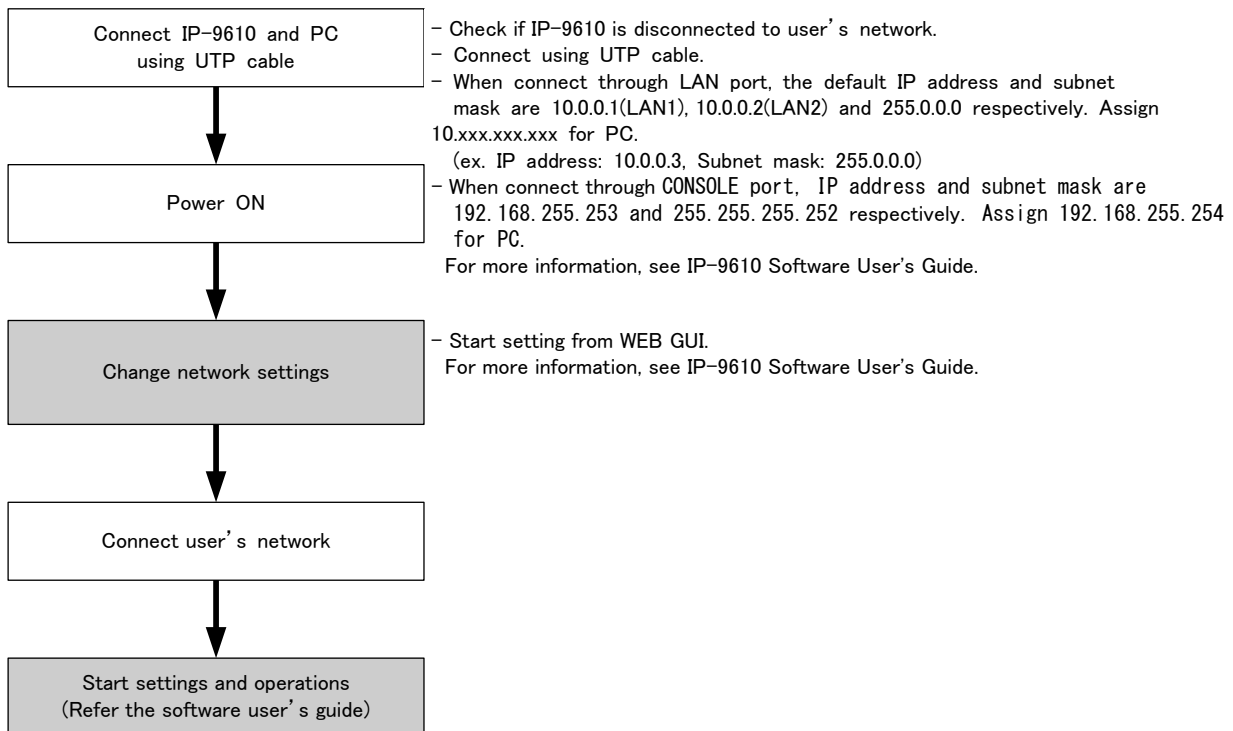 Connect IP-9610 and PC
using UTP cable
- Check if IP-9610 is disconnected to user's network.
- Connect using UTP cable.
- When connect through LAN port, the default IP address and subnet
mask are 10.0.0.1(LAN1), 10.0.0.2(LAN2) and 255.0.0.0 respectively. Assign
10.xxx.xxx.xxx for PC.
(ex. IP address: 10.0.0.3, Subnet mask: 255.0.0.0)
Power ON
- When connect through CONSOLE port, IP address and subnet mask are
192.168.255.253 and 255.255.255.252 respectively. Assign 192.168.255.254
for PC.
For more information, see IP-9610 Software User's Guide.
Change network settings
- Start setting from WEB GUI.
For more information, see IP-9610 Software User's Guide.
Connect user's network
Start settings and operations
(Refer the software user's guide)